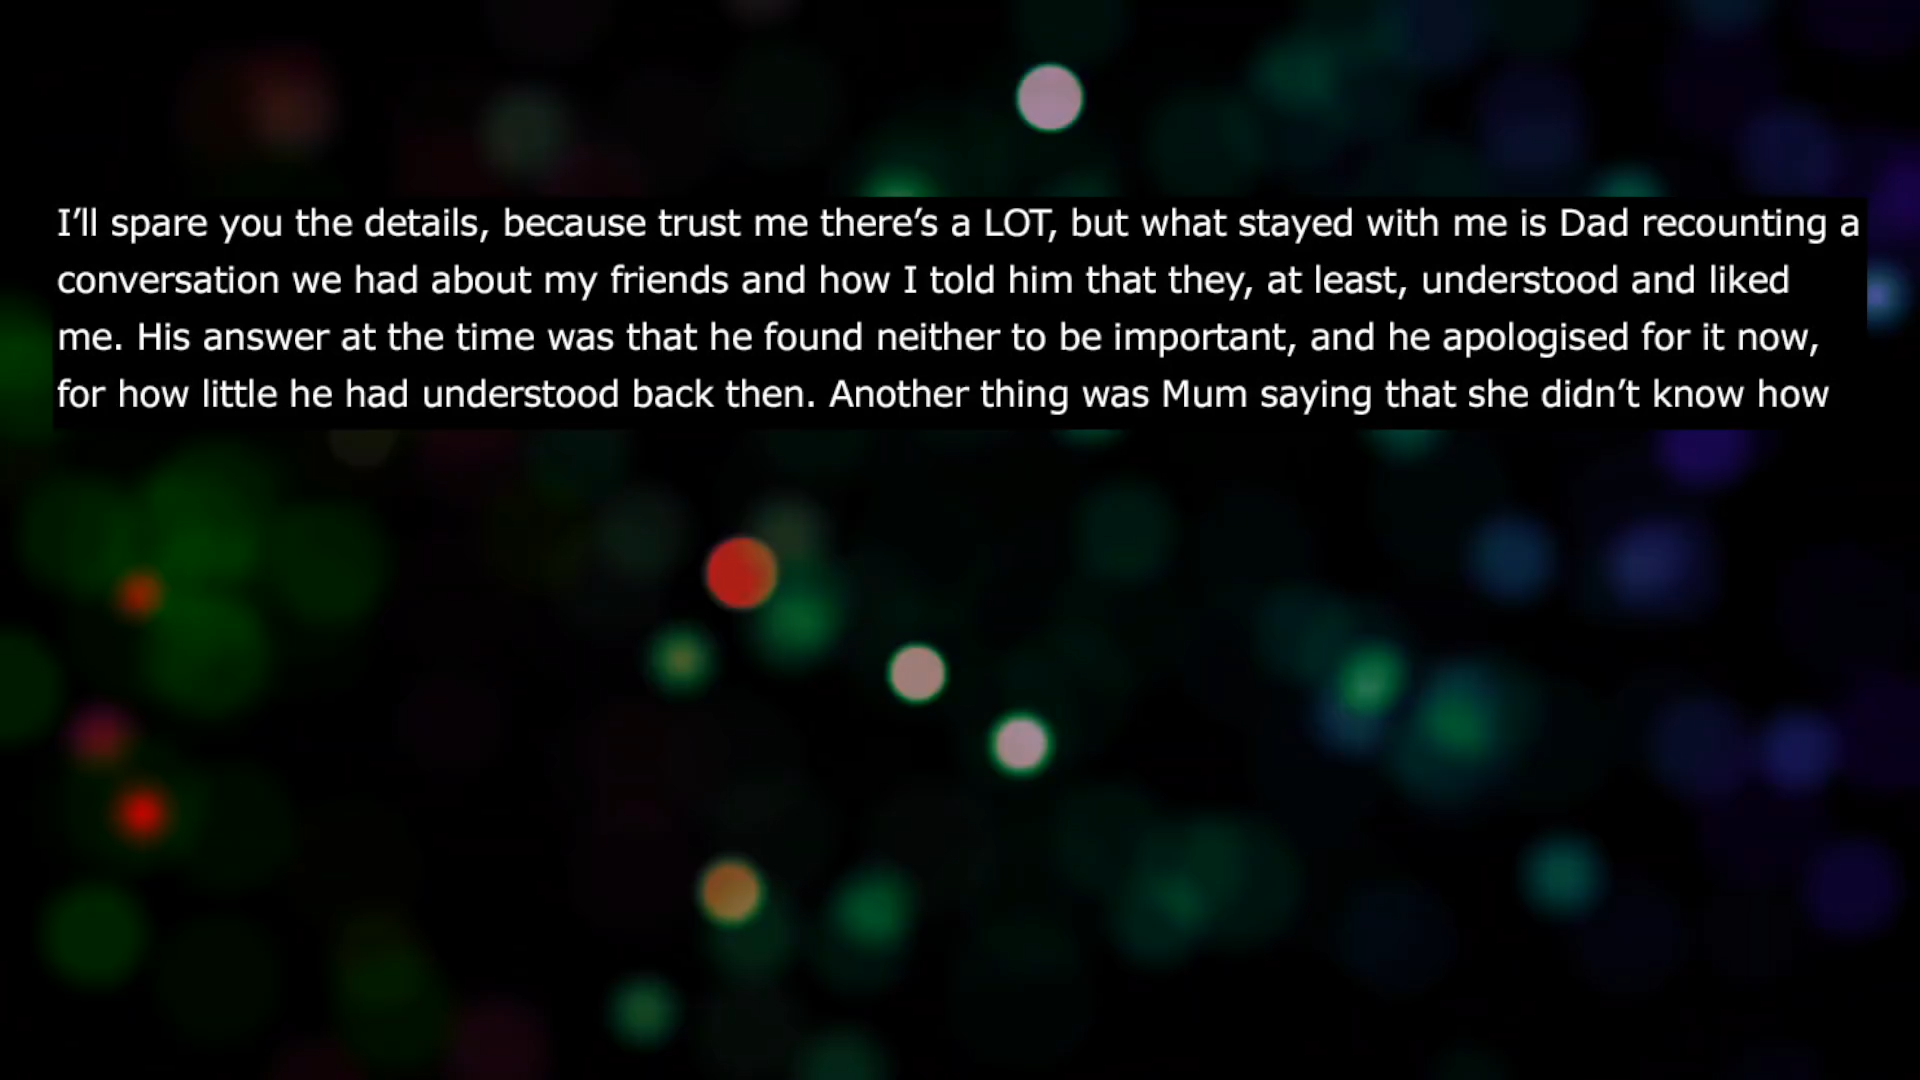 I’ll spare you the details, because trust me there’s a LOT, but what stayed with me is Dad recounting a
conversation we had about my friends and how I told him that they, at least, understood and liked
me. His answer at the time was that he found neither to be important, and he apologised for it now,
for how little he had understood back then. Another thing was Mum saying that she didn’t know how